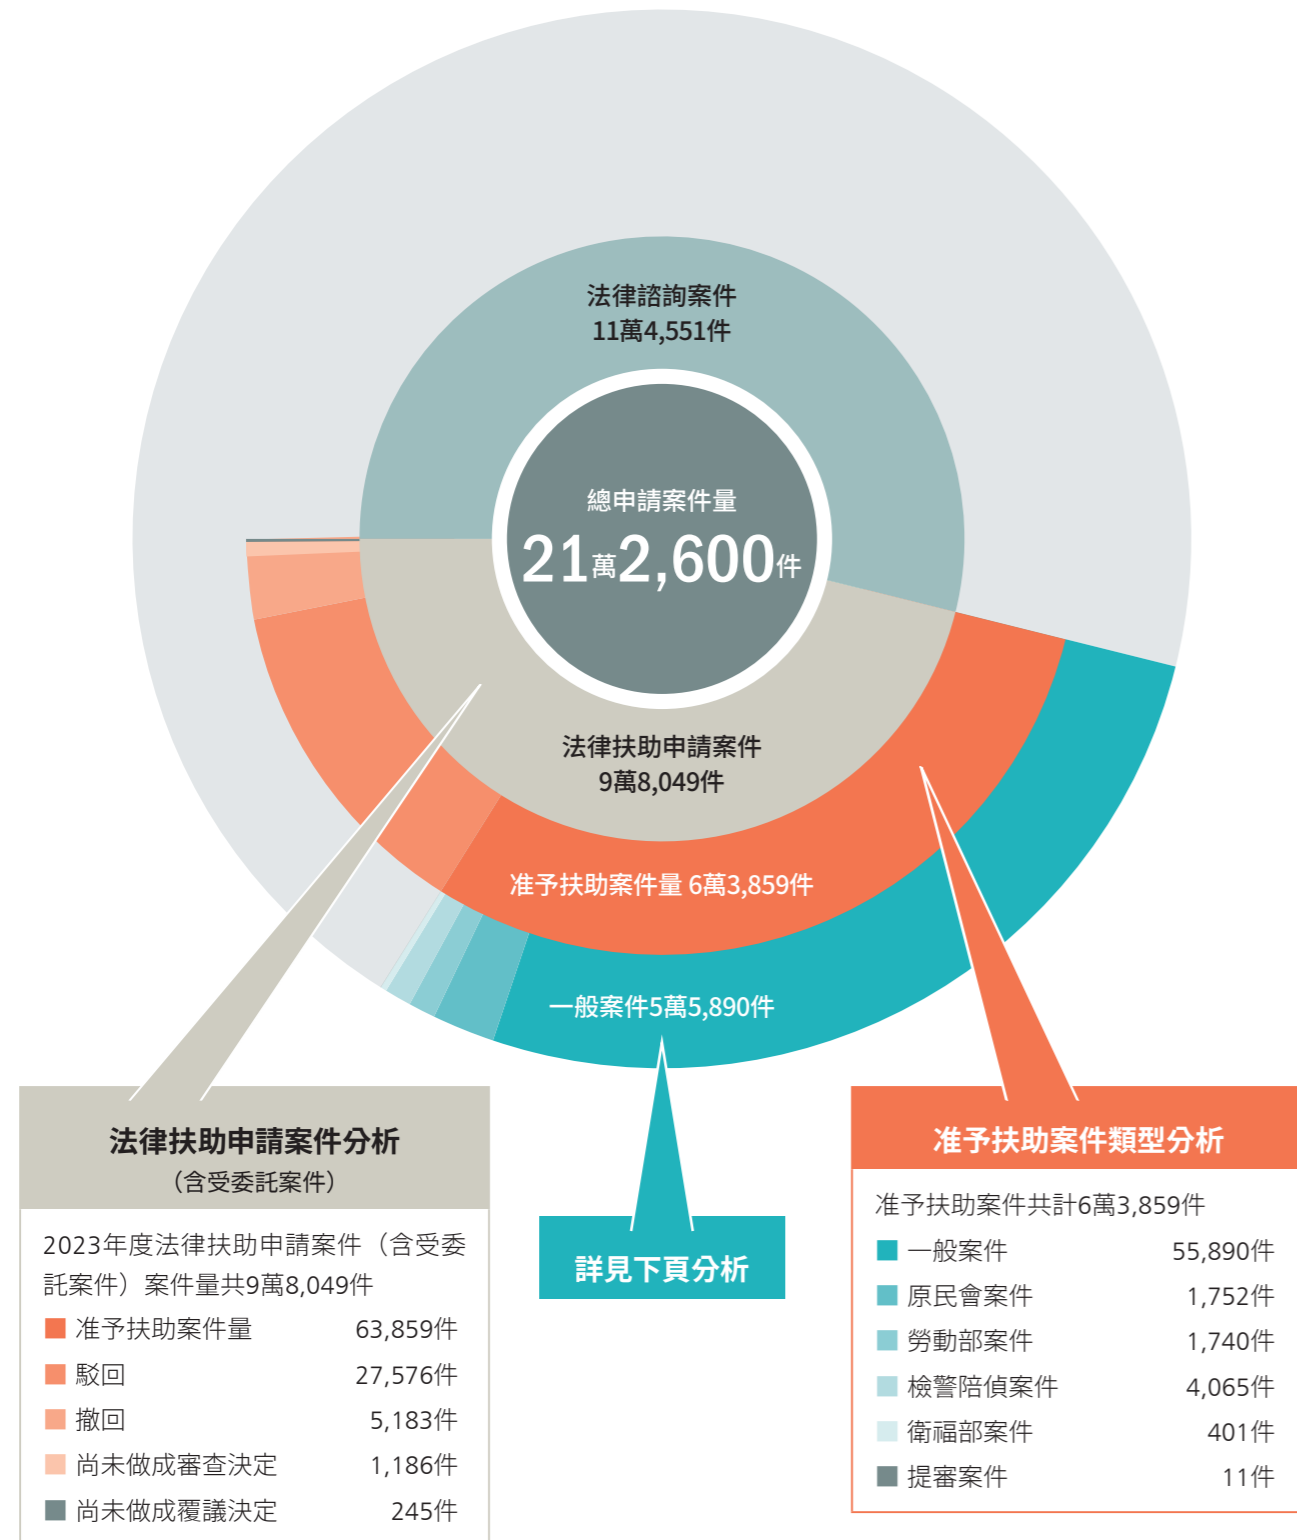 法律諮詢案件
11萬4,551件
總申請案件量
21萬2,600件
法律扶助申請案件
9萬8,049件
准予扶助案件量 6萬3,859件
一般案件5萬5,890件
法律扶助申請案件分析
（含受委託案件）
2023年度法律扶助申請案件（含受委
託案件）案件量共9萬8,049件
准予扶助案件量 63,859件
駁回 27,576件
撤回 5,183件
尚未做成審查決定 1,186件
尚未做成覆議決定 245件
詳見下頁分析
准予扶助案件類型分析
准予扶助案件共計6萬3,859件
一般案件 55,890件
原民會案件 1,752件
勞動部案件 1,740件
檢警陪偵案件 4,065件
衛福部案件 401件
提審案件 11件